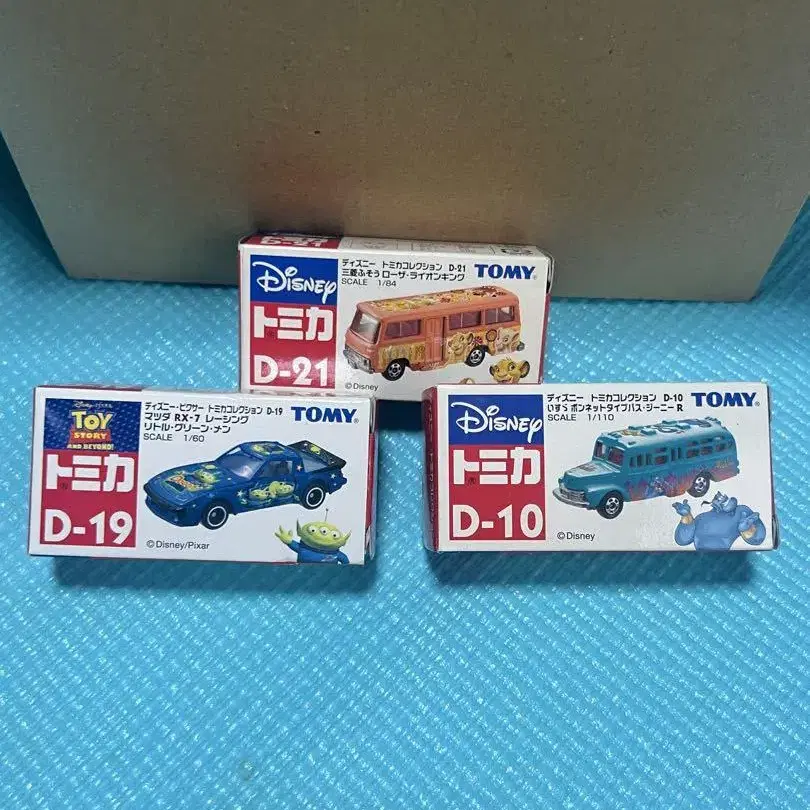 D-21
DISNEY
ディズニー トミカコレクション D-21
三菱ふそう ローザ・ライオンキング
SCALE 1/84
TOMY
トミカ
D-21
©Disney
DISNEY・PIXAR
TOY
STORY
AND BEYOND!
ディズニー・ピクサー トミカコレクション D-19
マツダ RX-7 レーシング
リトル・グリーン・メン
SCALE 1/60
TOMY
トミカ
D-19
©Disney/Pixar
DISNEY
ディズニー トミカコレクション D-10
いすゞ ボンネットタイプバス・ジーニー R
SCALE 1/110
TOMY
トミカ
D-10
©Disney